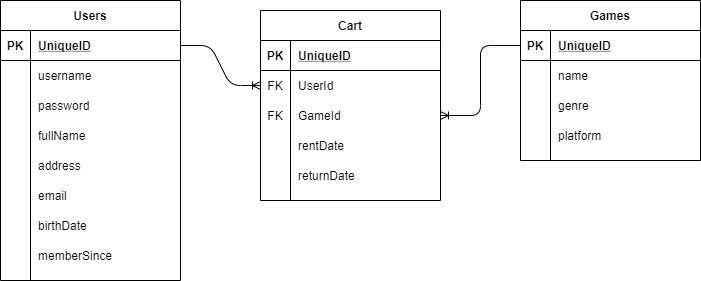 Users
PK UniqueID
username
password
fullName
address
email
birthDate
memberSince
Cart
PK UniqueID
FK UserId
FK GameId
rentDate
returnDate
Games
PK UniqueID
name
genre
platform